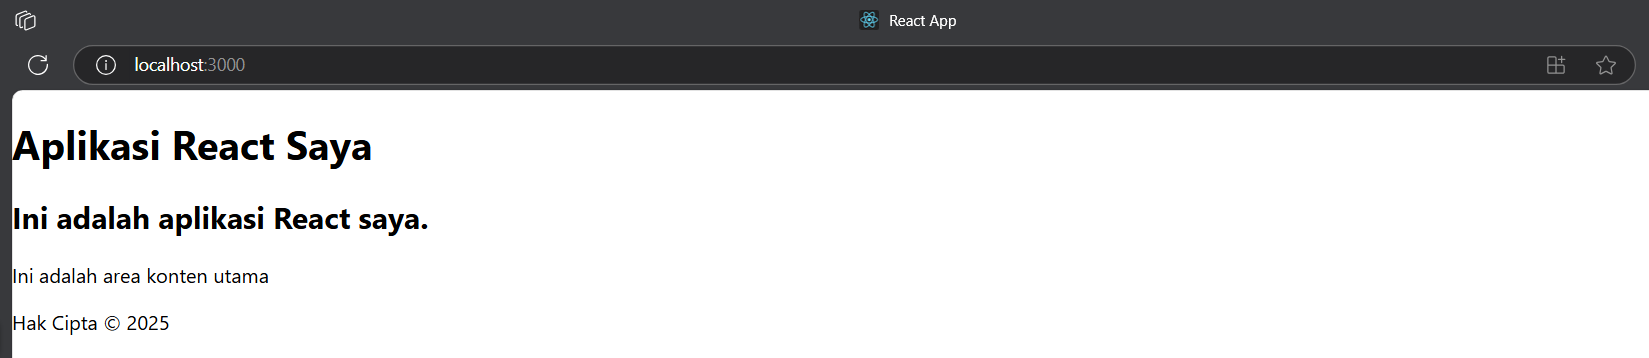 React App
localhost:3000
Aplikasi React Saya
Ini adalah aplikasi React saya.
Ini adalah area konten utama
Hak Cipta © 2025